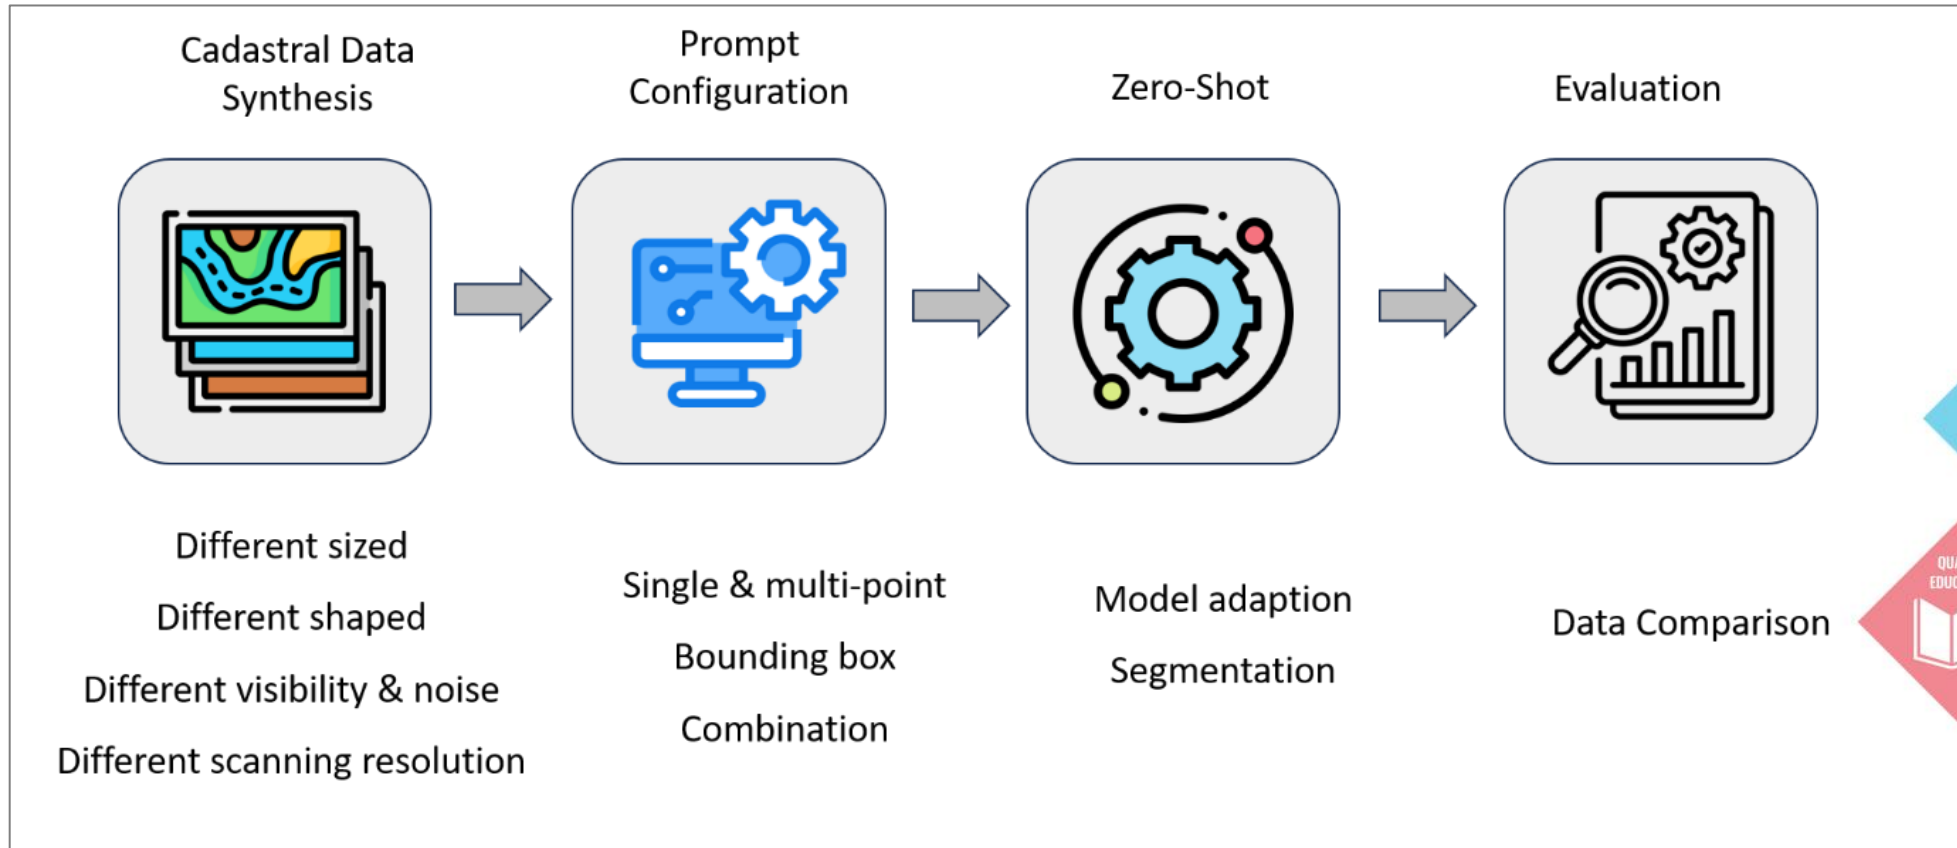 Cadastral Data
Synthesis
Prompt
Configuration
Zero-Shot
Evaluation
Different sized
Different shaped
Different visibility & noise
Different scanning resolution
Single & multi-point
Bounding box
Combination
Model adaption
Segmentation
Data Comparison